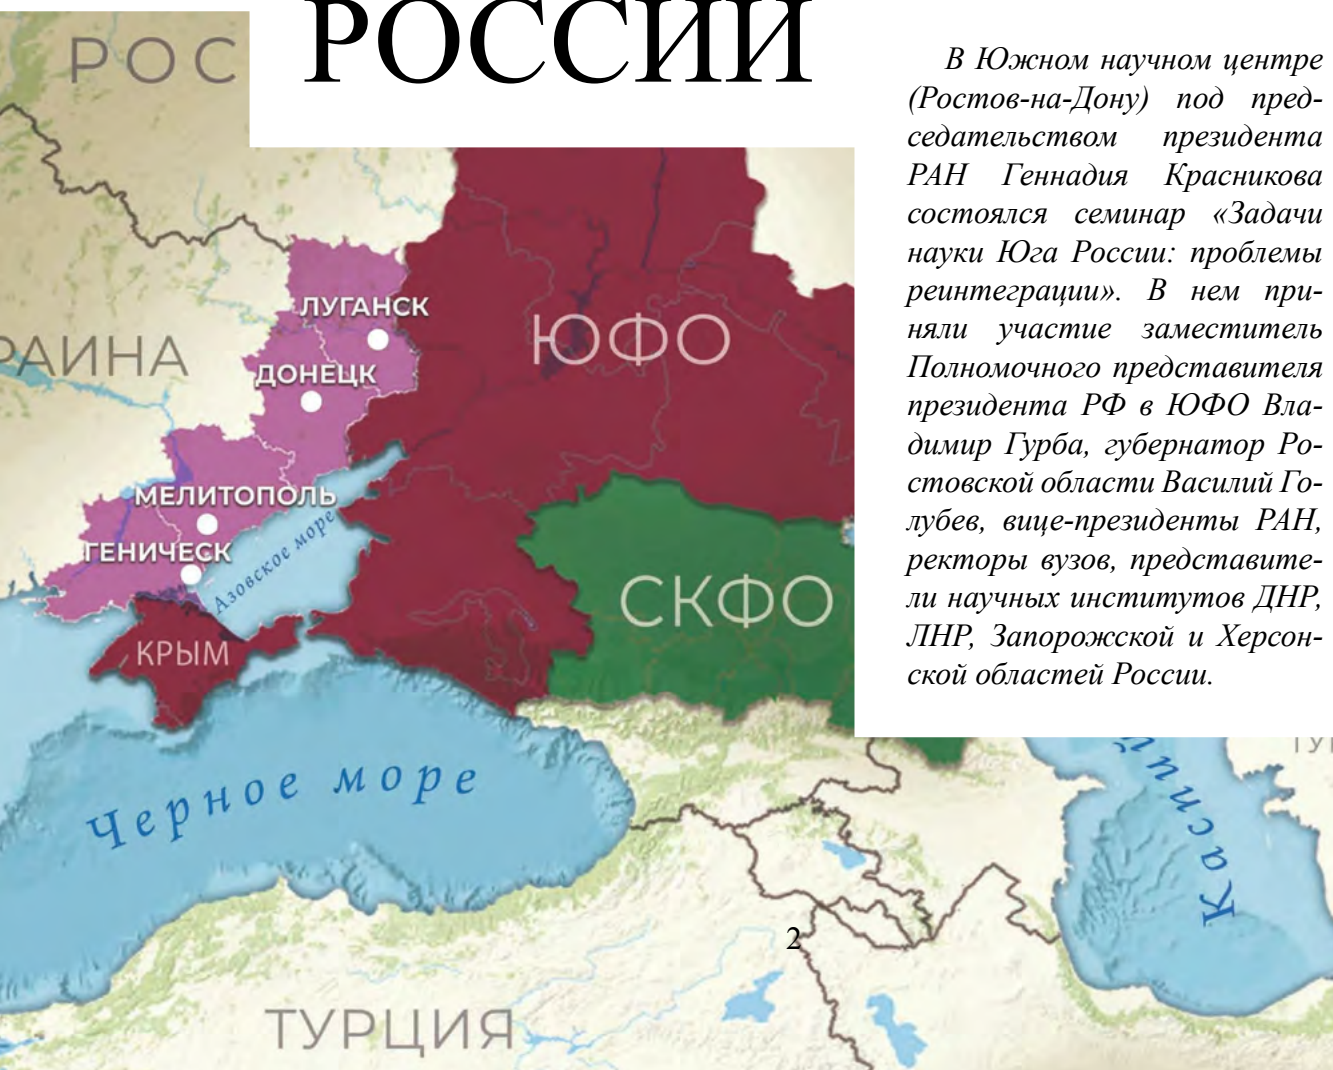 РОССИИ
РОС
В Южном научном центре
(Ростов-на-Дону) под пред-
седательством президента
РАН Геннадия Красникова
состоялся семинар «Задачи
науки Юга России: проблемы
реинтеграции». В нем при-
няли участие заместитель
Полномочного представителя
президента РФ в ЮФО Вла-
димир Гурба, губернатор Ро-
стовской области Василий Го-
лубев, вице-президенты РАН,
ректоры вузов, представите-
ли научных институтов ДНР,
ЛНР, Запорожской и Херсон-
ской областей России.
ЛУГАНСК
ЮФО
РАИНА
ДОНЕЦК
МЕЛИТОПОЛЬ
ГЕНИЧЕСК
Азовское море
СКФО
КРЫМ
Черное море
Каспий
2
ТУРЦИЯ